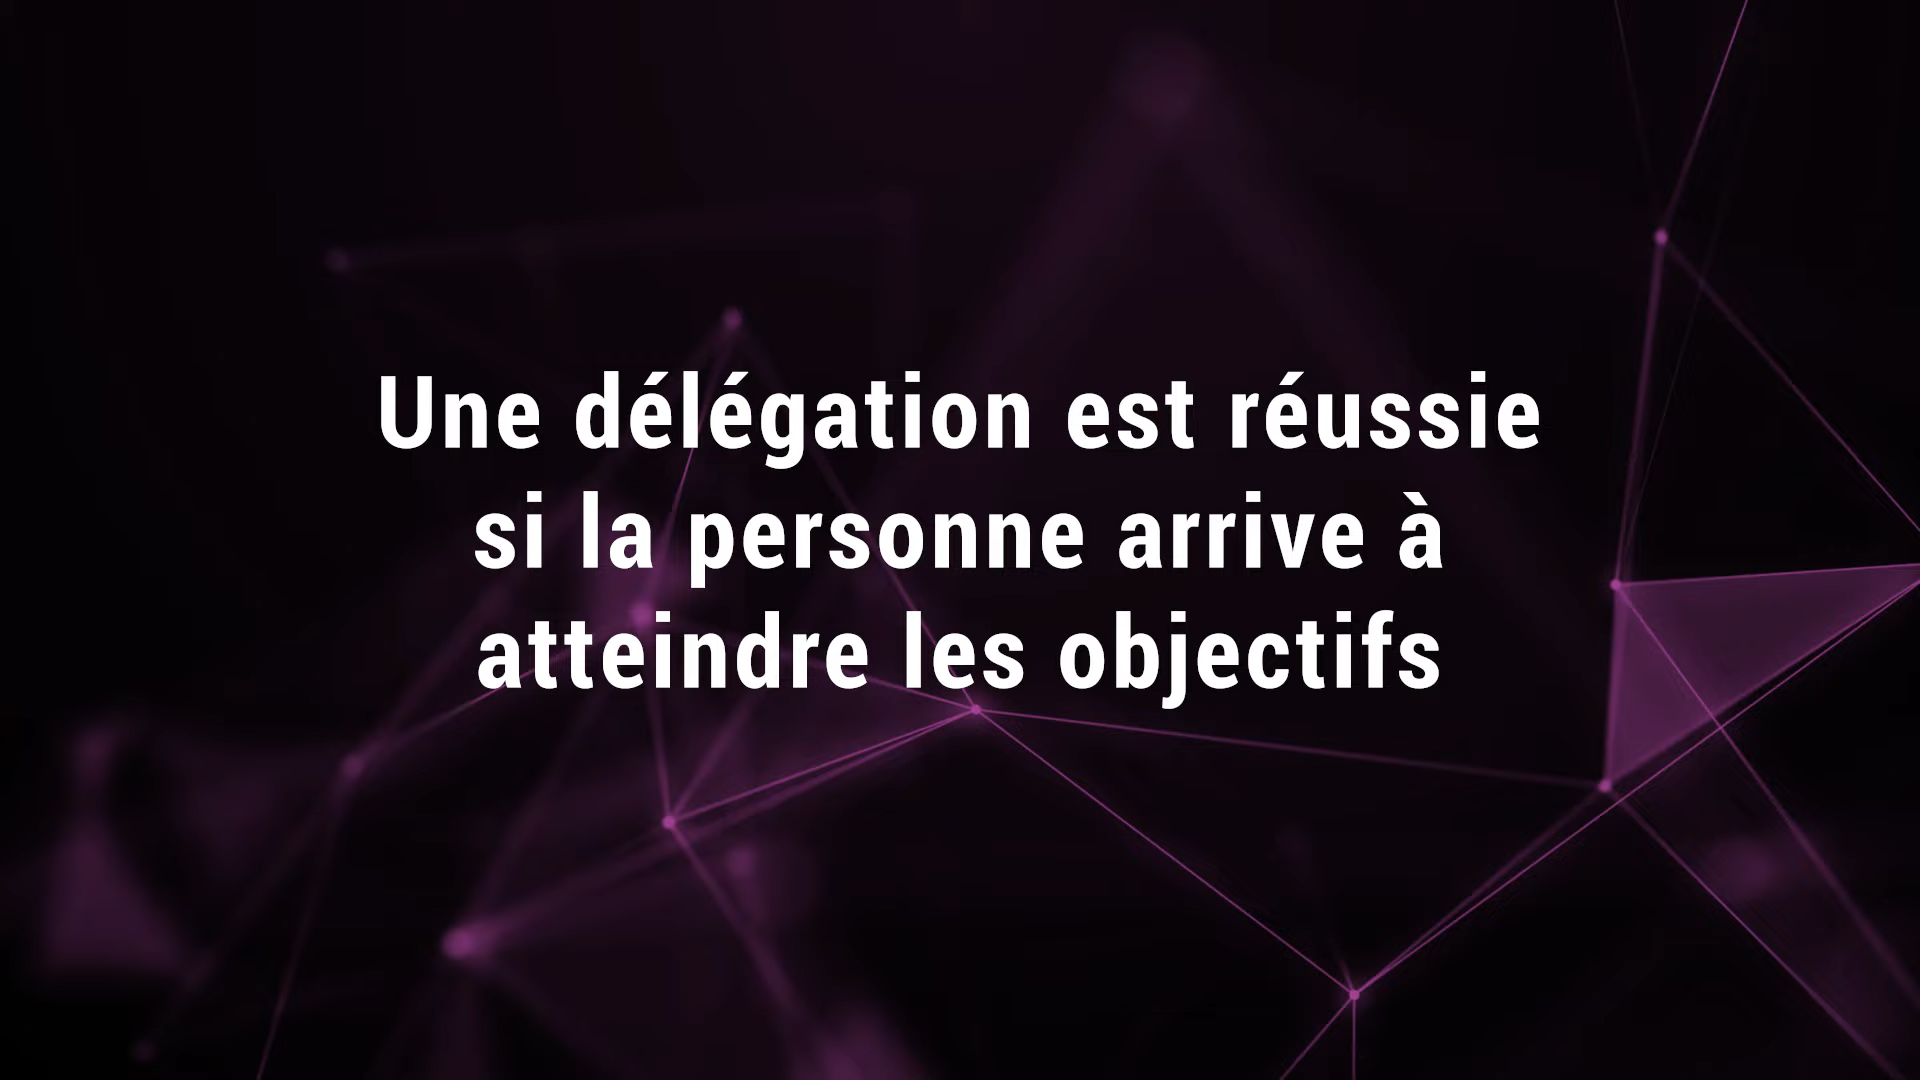 Une délégation est réussie
si la personne arrive à
atteindre les objectifs